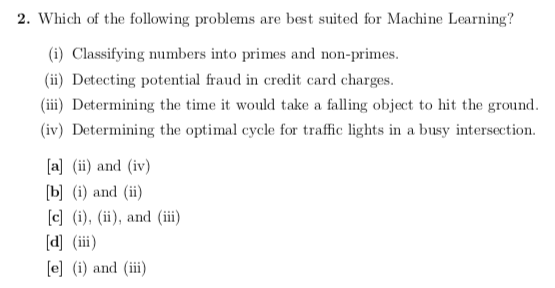 2. Which of the following problems are best suited for Machine Learning?
(i) Classifying numbers into primes and non-primes.
(ii) Detecting potential fraud in credit card charges.
(iii) Determining the time it would take a falling object to hit the ground.
(iv) Determining the optimal cycle for traffic lights in a busy intersection.
[a] (ii) and (iv)
[b] (i) and (ii)
[c] (i), (ii), and (iii)
[d] (iii)
[e] (i) and (iii)